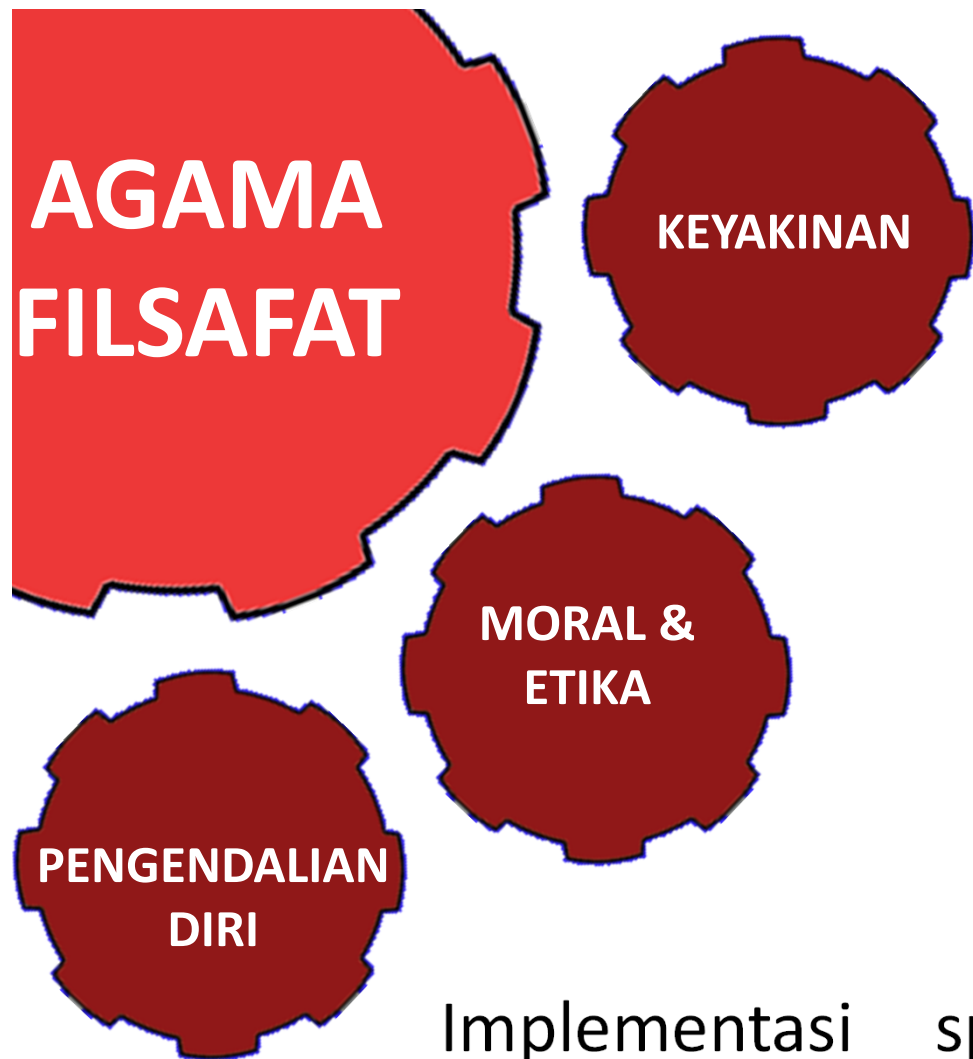 AGAMA
FILSAFAT
KEYAKINAN
MORAL &
ETIKA
PENGENDALIAN
DIRI
Implementasi